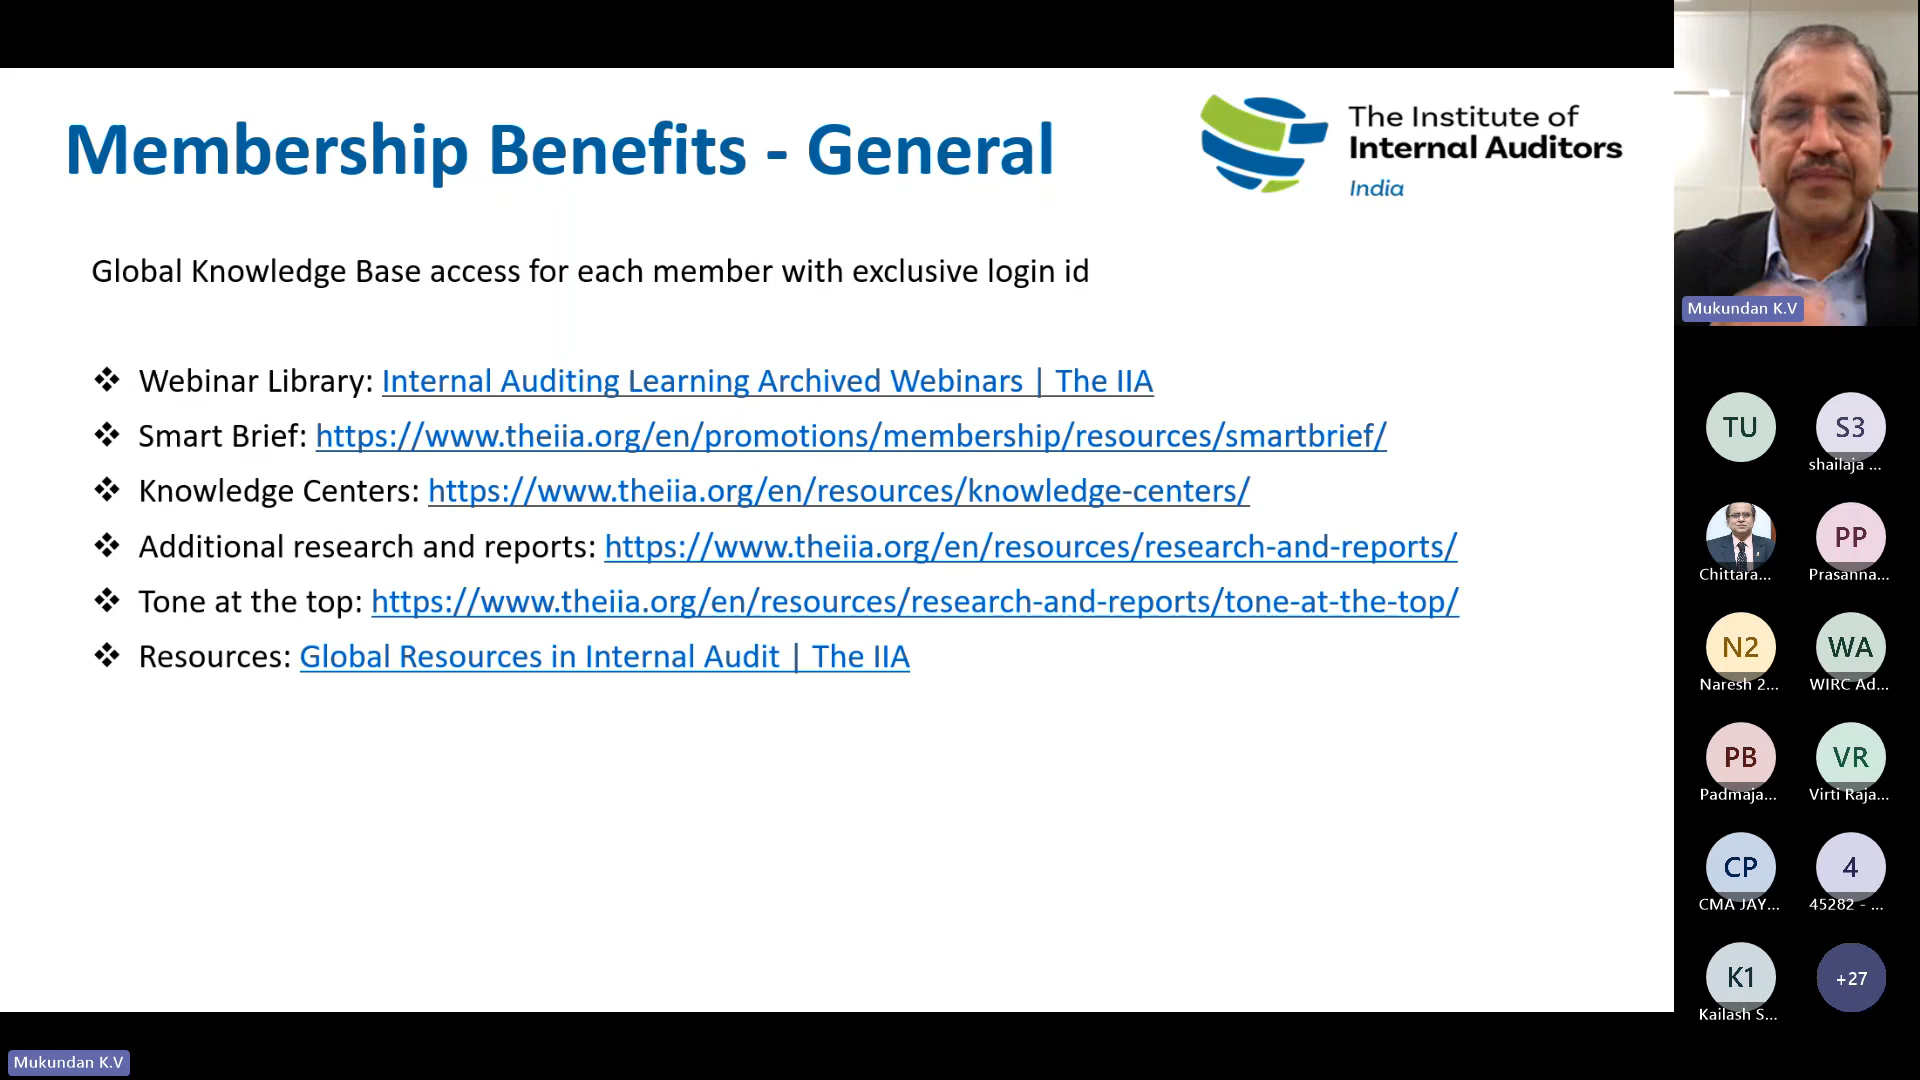 Membership Benefits - General
The Institute of
Internal Auditors
India
Global Knowledge Base access for each member with exclusive login id
❖ Webinar Library: Internal Auditing Learning Archived Webinars | The IIA
❖ Smart Brief: https://www.theiia.org/en/promotions/membership/resources/smartbrief/
❖ Knowledge Centers: https://www.theiia.org/en/resources/knowledge-centers/
❖ Additional research and reports: https://www.theiia.org/en/resources/research-and-reports/
❖ Tone at the top: https://www.theiia.org/en/resources/research-and-reports/tone-at-the-top/
❖ Resources: Global Resources in Internal Audit | The IIA
Mukundan K.V
TU
S3
shailaja ...
Chittara...
PP
Prasanna...
N2
Naresh 2...
WA
WIRC Ad...
PB
Padmaja...
VR
Virti Raja...
CP
CMA JAY...
4
45282 - ...
K1
Kailash S...
+27
Mukundan K.V